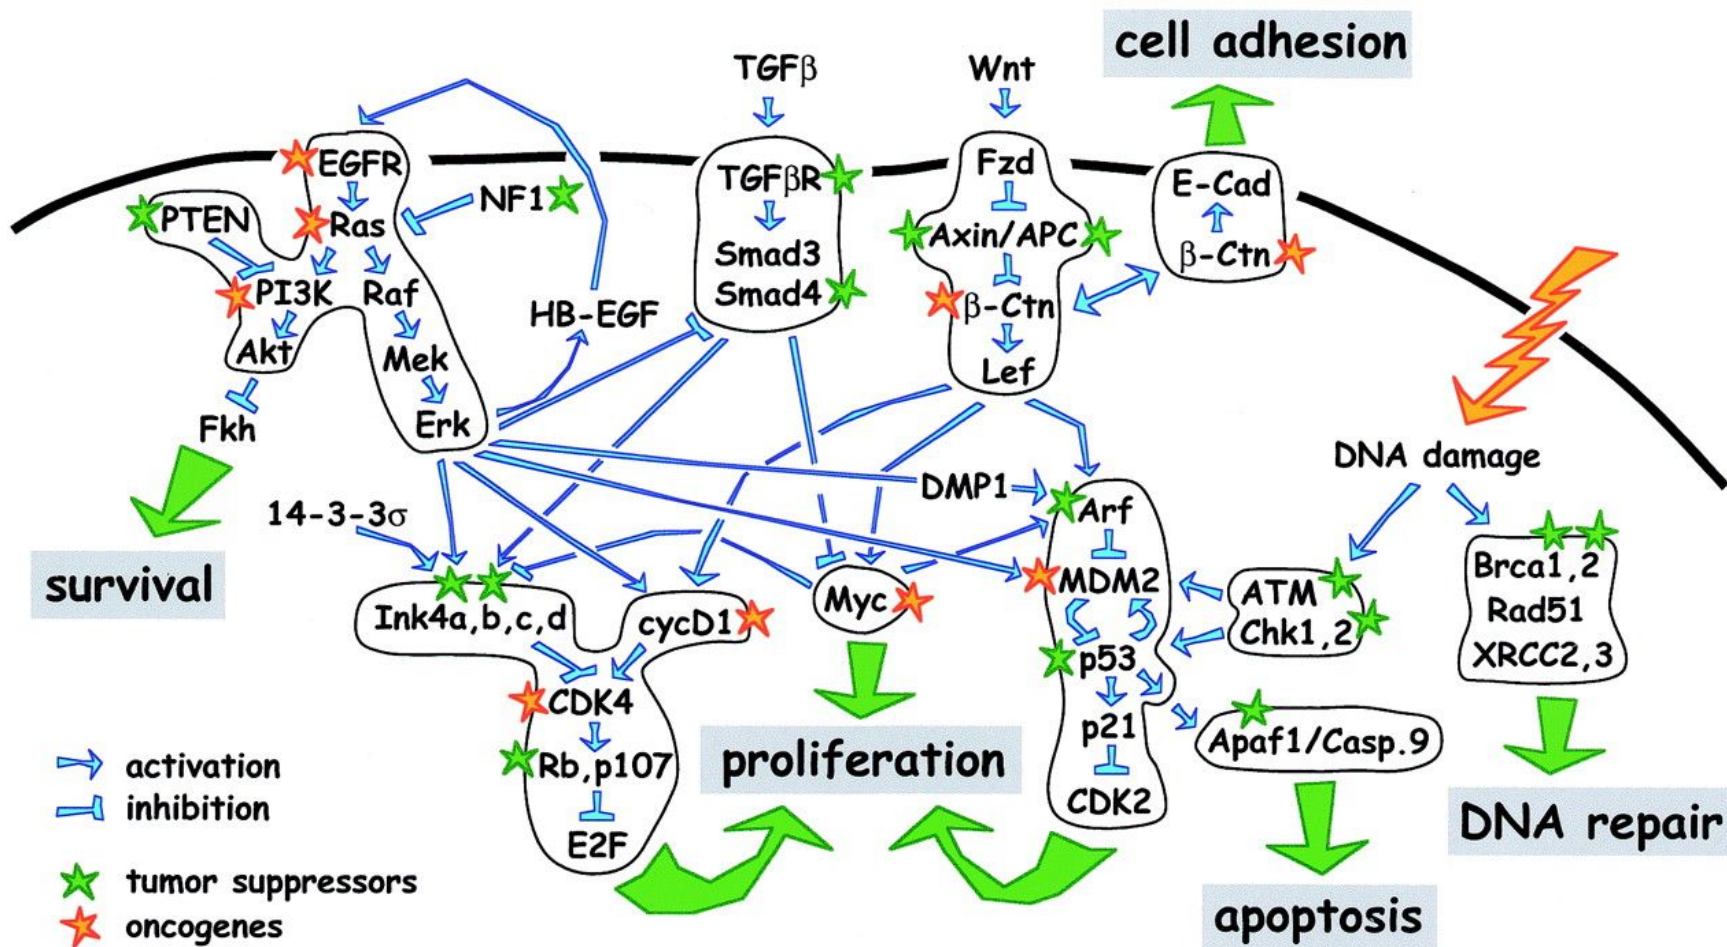 cell adhesion
TGFβ
Wnt
EGFR
NF1
PTEN
Ras
PI3K
Raf
Akt
Mek
Fkh
Erk
HB-EGF
TGFβR
Smad3
Smad4
Fzd
Axin/APC
β-Ctn
Lef
E-Cad
β-Ctn
DNA damage
survival
14-3-3σ
DMP1
Ink4a,b,c,d
cycD1
CDK4
Rb,p107
E2F
Myc
proliferation
Arf
MDM2
p53
p21
CDK2
ATM
Chk1,2
Brca1,2
Rad51
XRCC2,3
Apaf1/Casp.9
DNA repair
apoptosis
activation
inhibition
tumor suppressors
oncogenes